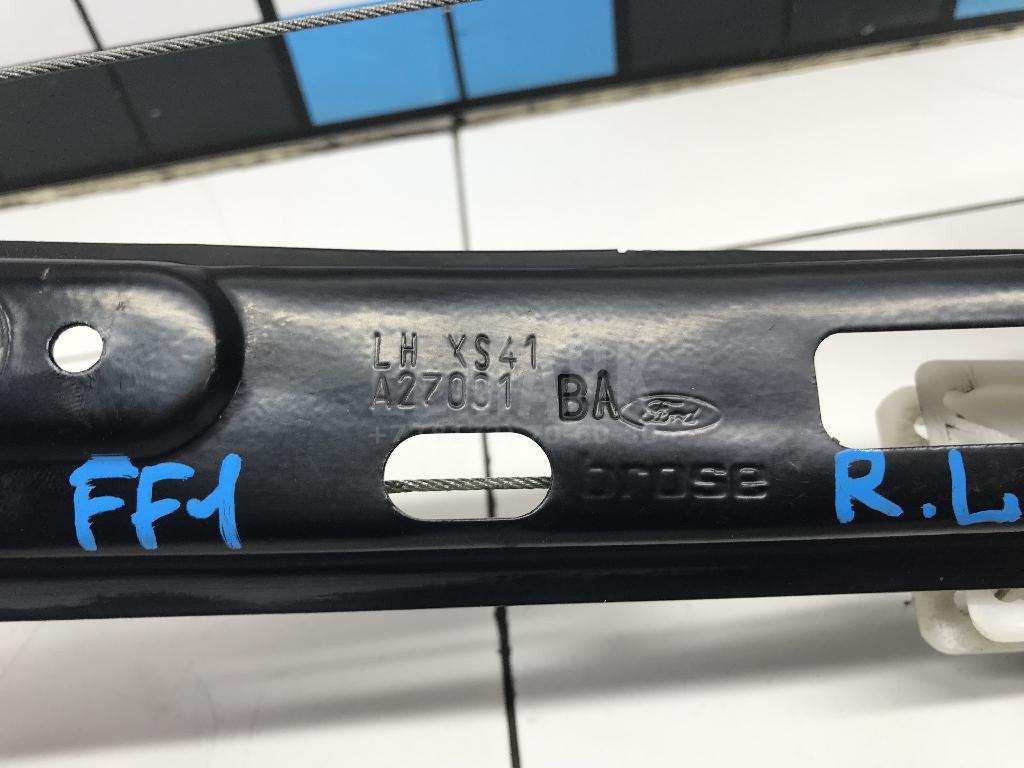 LH XS41
A27001 BA Ford
brose
FF1
R.L